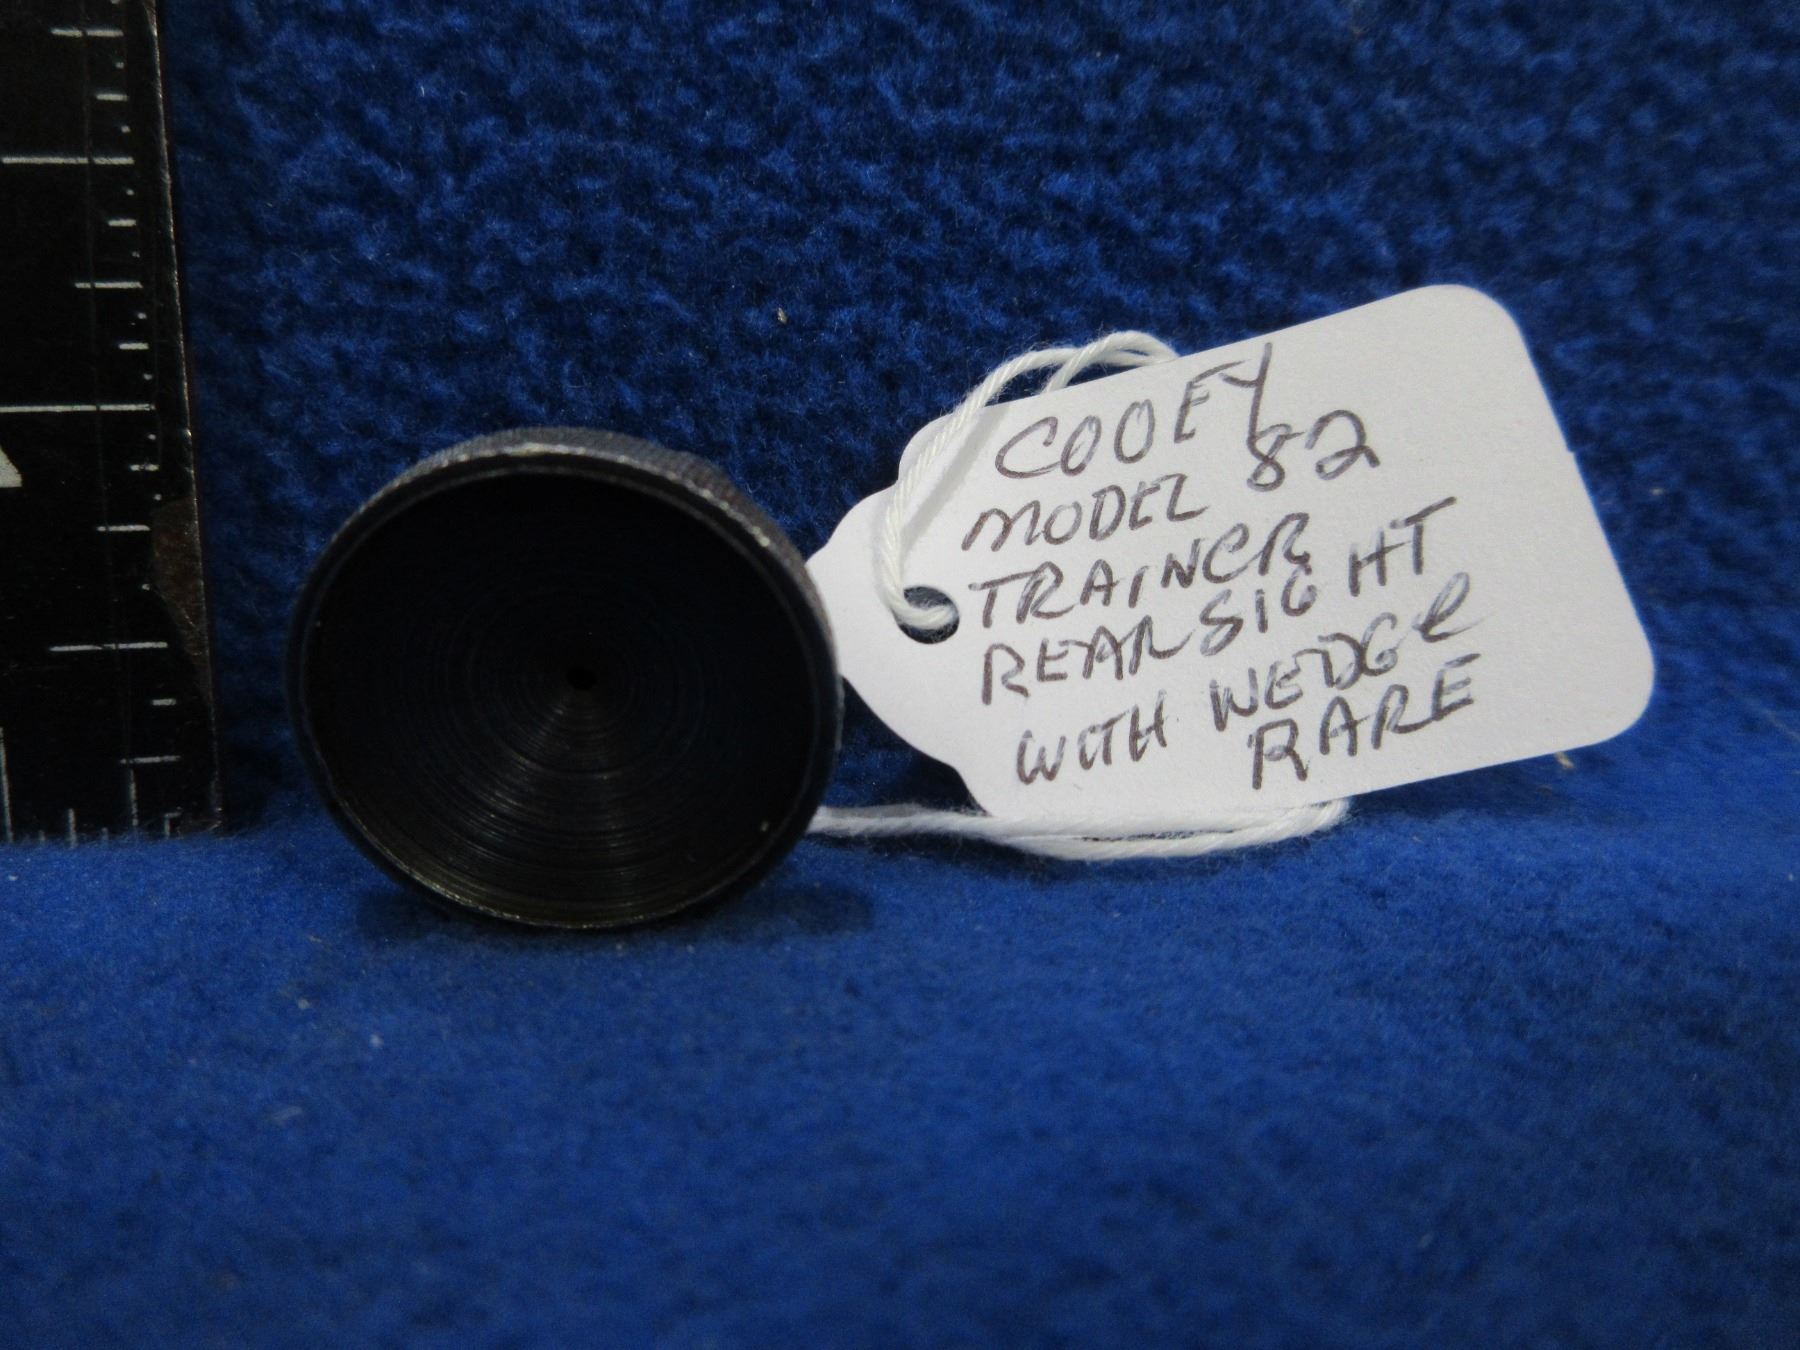 COOEY
MODEL 82
TRAINER
REAR SIGHT
WITH WEDGE
RARE